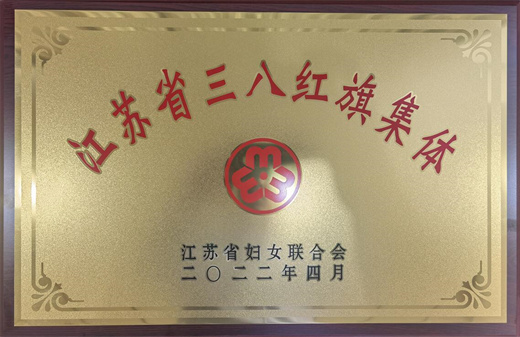 江苏省三八红旗集体
江苏省妇女联合会
二〇二二年四月